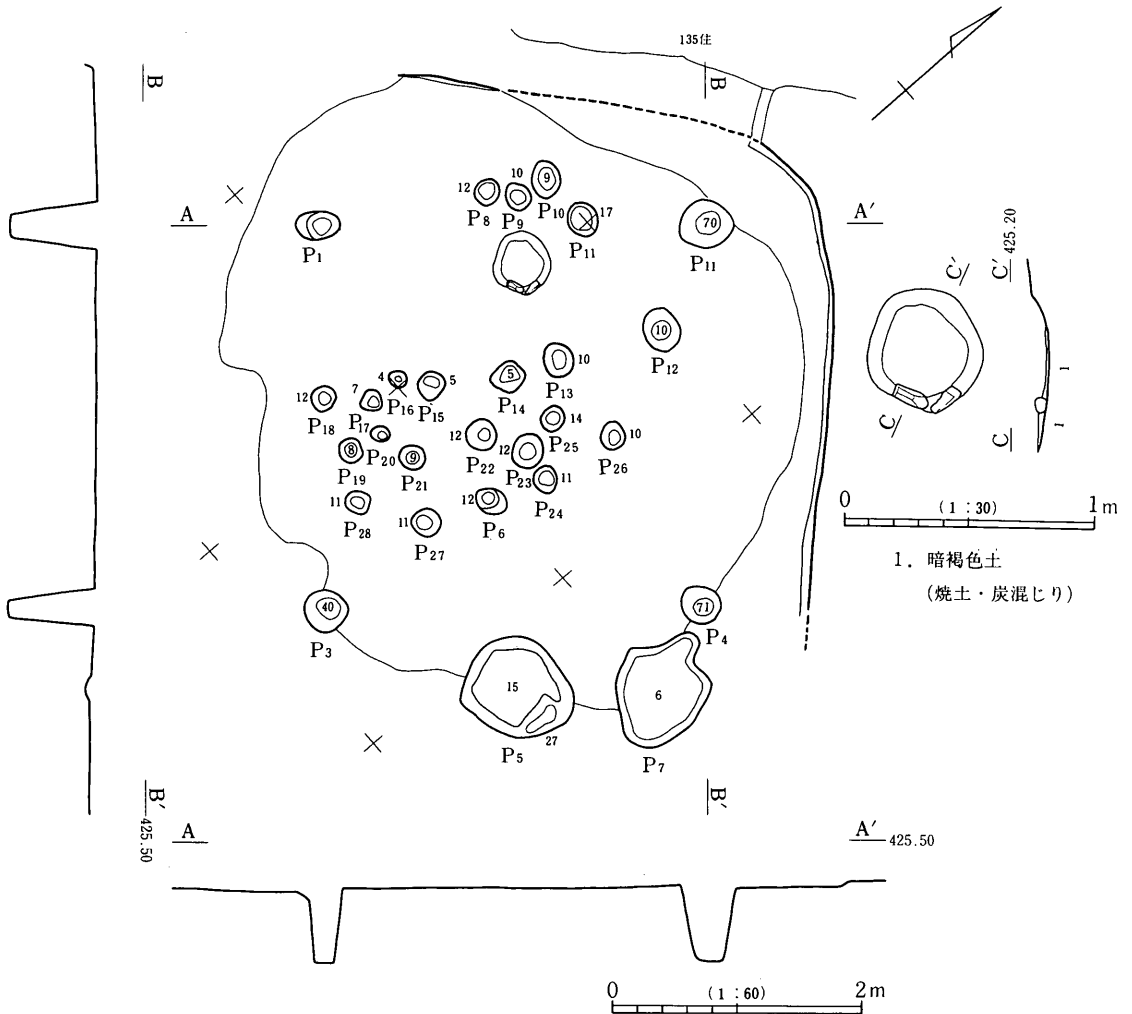 135住
B
B
A
A′
12
10
9
17
70
P8
P9
P10
P11
P11
P1
C′
C′ 425.20
C
C
1
1
10
P12
10
P13
5
P14
4
5
P16
P15
7
P17
12
P18
14
P25
10
P26
12
P22
12
P23
P20
8
P19
9
P21
11
P24
12
P6
11
P28
11
P27
0 (1：30) 1m
1. 暗褐色土
(焼土・炭混じり)
40
P3
71
P4
15
27
P5
6
P7
B′ 425.50
B′
A
A′ 425.50
0 (1：60) 2m